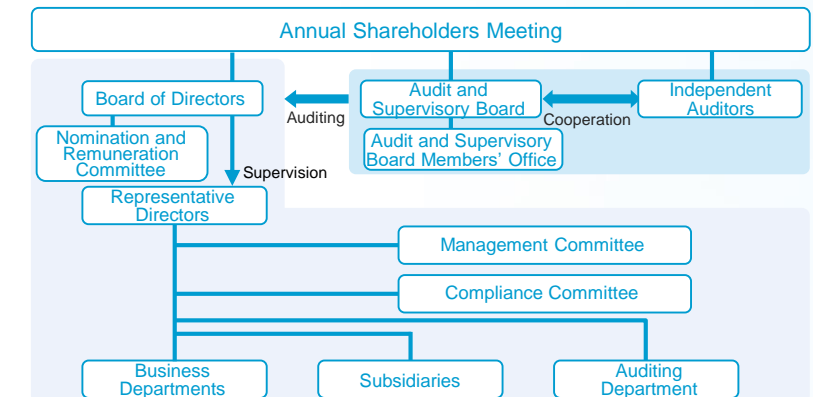 Annual Shareholders Meeting
Board of Directors
Auditing
Audit and
Supervisory Board
Cooperation
Independent
Auditors
Nomination and
Remuneration
Committee
Audit and Supervisory
Board Members' Office
Supervision
Representative
Directors
Management Committee
Compliance Committee
Business
Departments
Subsidiaries
Auditing
Department